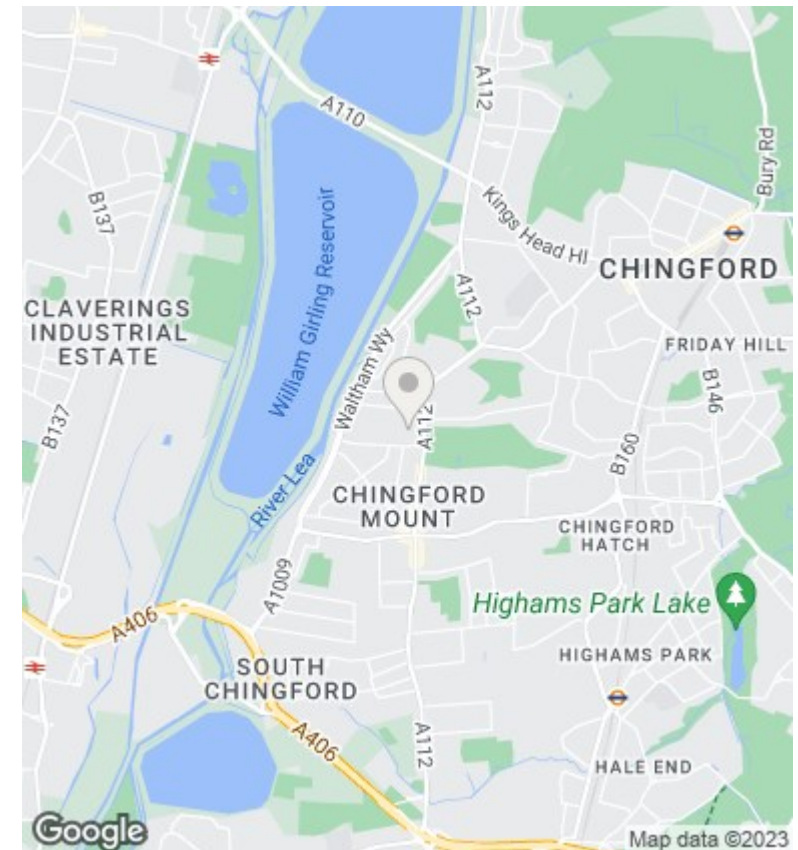 A112
A110
Bury Rd
B137
Kings Head Hl
CHINGFORD
William Girling Reservoir
A112
CLAVERINGS
INDUSTRIAL
ESTATE
Waltham Wy
FRIDAY HILL
B146
B137
A112
B160
River Lea
CHINGFORD
MOUNT
CHINGFORD
HATCH
A1009
Highams Park Lake
A406
HIGHAMS PARK
SOUTH
CHINGFORD
A406
A112
HALE END
Google
Map data ©2023